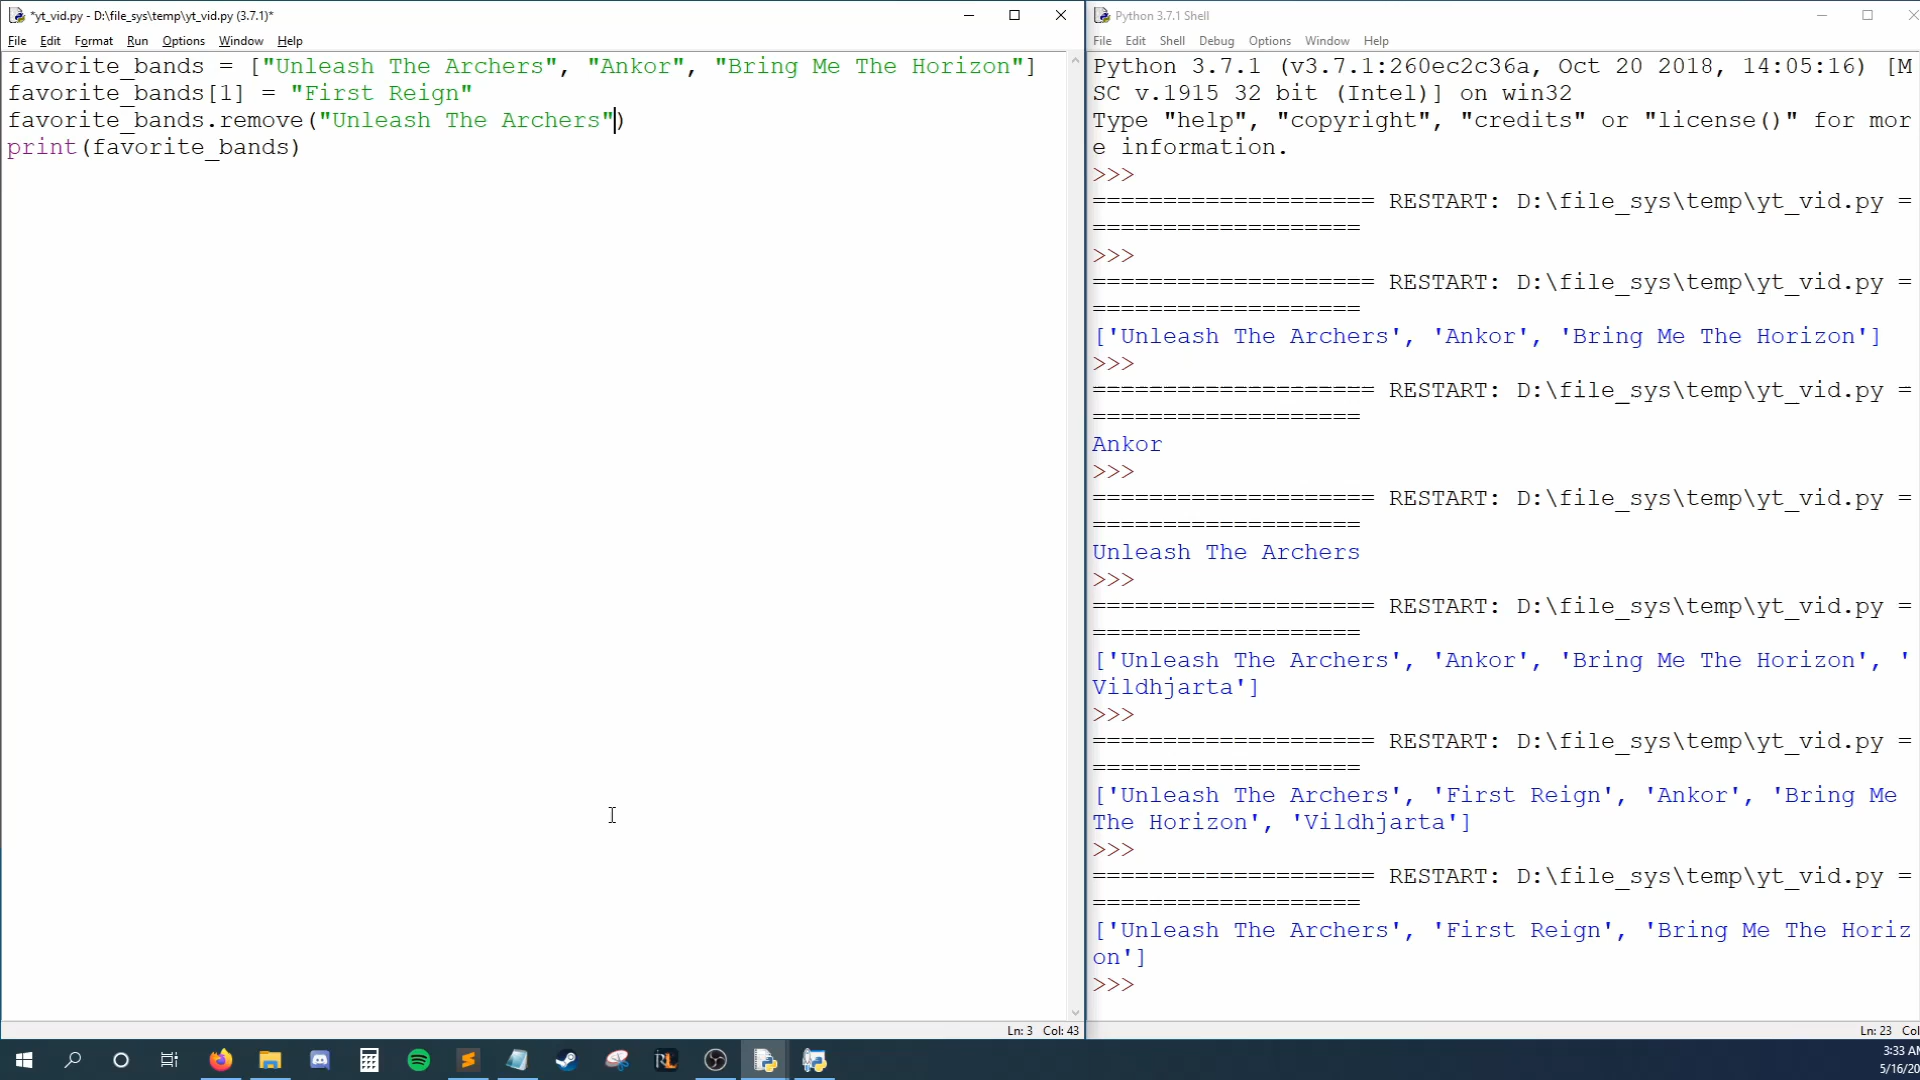 *yt_vid.py - D:\file_sys\temp\yt_vid.py (3.7.1)*
File Edit Format Run Options Window Help
favorite_bands = ["Unleash The Archers", "Ankor", "Bring Me The Horizon"]
favorite_bands[1] = "First Reign"
favorite_bands.remove("Unleash The Archers")
print(favorite_bands)
Ln: 3 Col: 43
Python 3.7.1 Shell
File Edit Shell Debug Options Window Help
Python 3.7.1 (v3.7.1:260ec2c36a, Oct 20 2018, 14:05:16) [M
SC v.1915 32 bit (Intel)] on win32
Type "help", "copyright", "credits" or "license()" for mor
e information.
>>>
==================== RESTART: D:\file_sys\temp\yt_vid.py =
===================
>>>
==================== RESTART: D:\file_sys\temp\yt_vid.py =
===================
['Unleash The Archers', 'Ankor', 'Bring Me The Horizon']
>>>
==================== RESTART: D:\file_sys\temp\yt_vid.py =
===================
Ankor
>>>
==================== RESTART: D:\file_sys\temp\yt_vid.py =
===================
Unleash The Archers
>>>
==================== RESTART: D:\file_sys\temp\yt_vid.py =
===================
['Unleash The Archers', 'Ankor', 'Bring Me The Horizon', '
Vildhjarta']
>>>
==================== RESTART: D:\file_sys\temp\yt_vid.py =
===================
['Unleash The Archers', 'First Reign', 'Ankor', 'Bring Me
The Horizon', 'Vildhjarta']
>>>
==================== RESTART: D:\file_sys\temp\yt_vid.py =
===================
['Unleash The Archers', 'First Reign', 'Bring Me The Horiz
on']
>>>
Ln: 23 Col
RL
3:33 AM
5/16/20